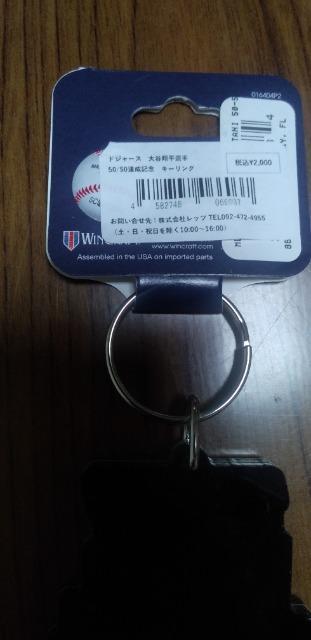 016404P2
ドジャース 大谷翔平選手
50/50達成記念 キーリング
税込¥2,000
お問い合せ先：株式会社レッツ TEL092-472-4955
（土・日・祝日を除く10:00～16:00）
WINCRAFT
www.wincraft.com
Assembled in the USA on imported parts